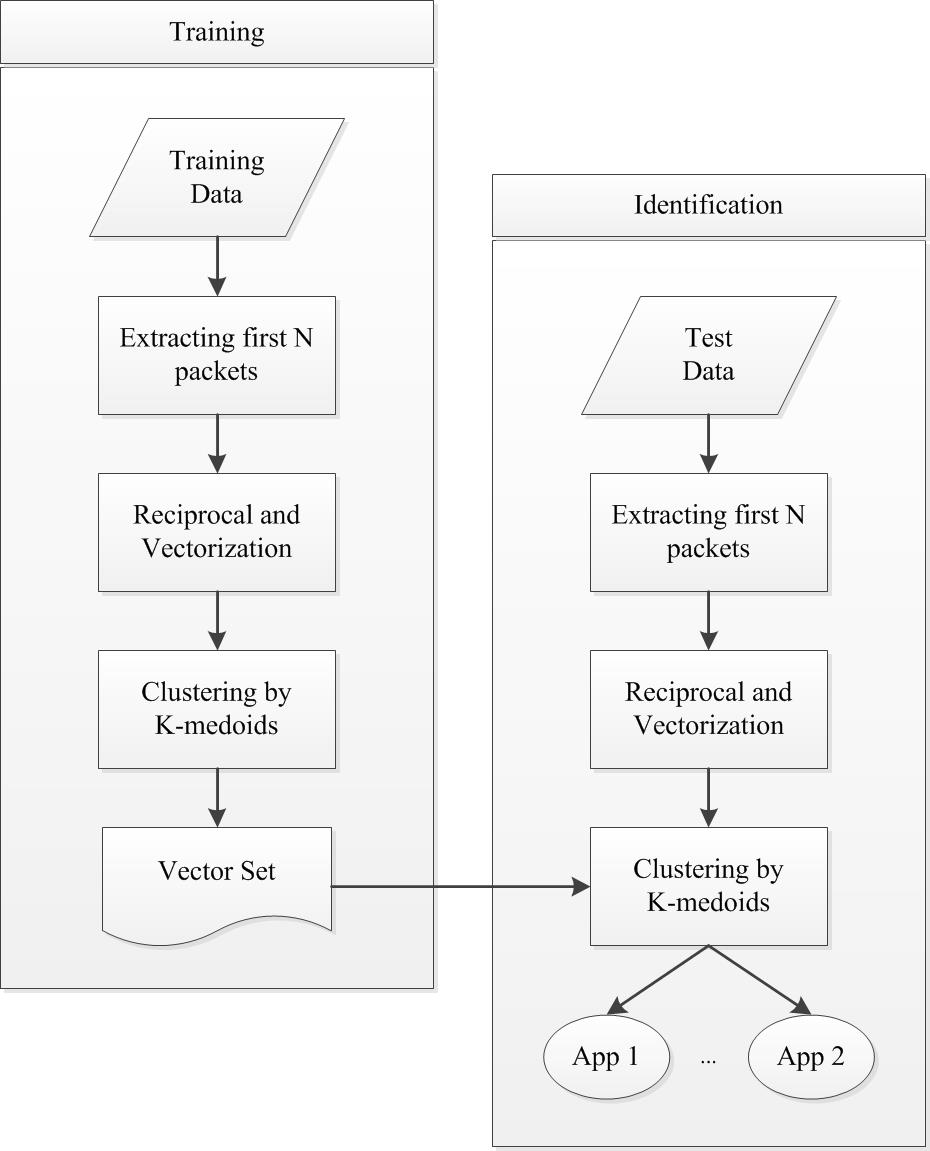 Training
Training
Data
Extracting first N
packets
Reciprocal and
Vectorization
Clustering by
K-medoids
Vector Set
Identification
Test
Data
Extracting first N
packets
Reciprocal and
Vectorization
Clustering by
K-medoids
App 1
...
App 2